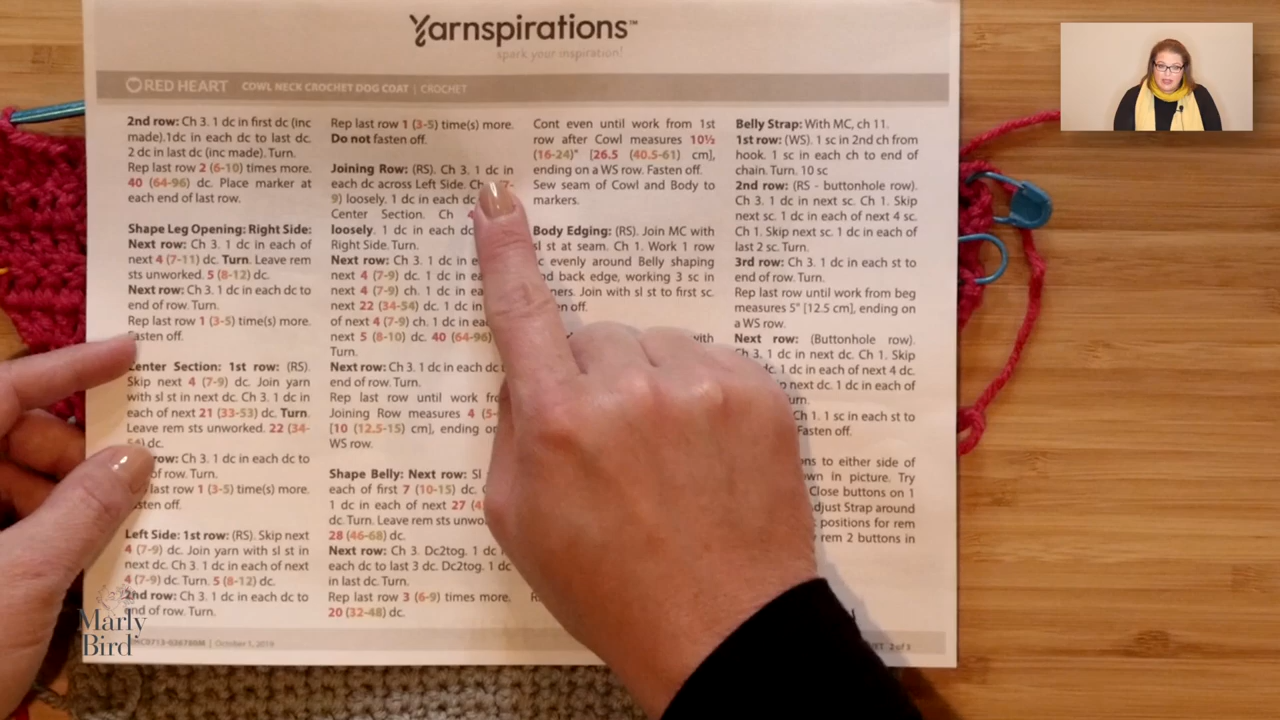 Yarnspirations™
spark your inspiration!
RED HEART COWL NECK CROCHET DOG COAT | CROCHET
2nd row: Ch 3. 1 dc in first dc (inc
made).1dc in each dc to last dc.
2 dc in last dc (inc made). Turn.
Rep last row 2 (6-10) times more.
40 (64-96) dc. Place marker at
each end of last row.
Shape Leg Opening: Right Side:
Next row: Ch 3. 1 dc in each of
next 4 (7-11) dc. Turn. Leave rem
sts unworked. 5 (8-12) dc.
Next row: Ch 3. 1 dc in each dc to
end of row. Turn.
Rep last row 1 (3-5) time(s) more.
Fasten off.
Center Section: 1st row: (RS).
Skip next 4 (7-9) dc. Join yarn
with sl st in next dc. Ch 3. 1 dc in
each of next 21 (33-53) dc. Turn.
Leave rem sts unworked. 22 (34-
54) dc.
row: Ch 3. 1 dc in each dc to
of row. Turn.
last row 1 (3-5) time(s) more.
Fasten off.
Left Side: 1st row: (RS). Skip next
4 (7-9) dc. Join yarn with sl st in
next dc. Ch 3. 1 dc in each of next
4 (7-9) dc. Turn. 5 (8-12) dc.
2nd row: Ch 3. 1 dc in each dc to
end of row. Turn.
Rep last row 1 (3-5) time(s) more.
Do not fasten off.
Joining Row: (RS). Ch 3. 1 dc in
each dc across Left Side. Ch 7-
9) loosely. 1 dc in each dc
Center Section. Ch 4
loosely. 1 dc in each dc
Right Side. Turn.
Next row: Ch 3. 1 dc in
next 4 (7-9) dc. 1 dc in
next 4 (7-9) ch. 1 dc in
next 22 (34-54) dc. 1 dc in
of next 4 (7-9) ch. 1 dc in
next 5 (8-10) dc. 40 (64-96)
Turn.
Next row: Ch 3. 1 dc in each dc
end of row. Turn.
Rep last row until work
Joining Row measures 4 (5-
[10 (12.5-15) cm], ending on
WS row.
Shape Belly: Next row: Sl
each of first 7 (10-15) dc.
1 dc in each of next 27
dc. Turn. Leave rem sts
28 (46-68) dc.
Next row: Ch 3. Dc2tog. 1 dc
each dc to last 3 dc. Dc2tog. 1 dc
in last dc. Turn.
Rep last row 3 (6-9) times more.
20 (32-48) dc.
Cont even until work from 1st
row after Cowl measures 10½
(16-24)" [26.5 (40.5-61) cm],
ending on a WS row. Fasten off.
Sew seam of Cowl and Body to
markers.
Body Edging: (RS). Join MC with
sl st at seam. Ch 1. Work 1 row
evenly around Belly shaping
and back edge, working 3 sc in
Join with sl st to first sc.
off.
with
Belly Strap: With MC, ch 11.
1st row: (WS). 1 sc in 2nd ch from
hook. 1 sc in each ch to end of
chain. Turn. 10 sc
2nd row: (RS - buttonhole row).
Ch 3. 1 dc in next sc. Ch 1. Skip
next sc. 1 dc in each of next 4 sc.
Ch 1. Skip next sc. 1 dc in each of
last 2 sc. Turn.
3rd row: Ch 3. 1 dc in each st to
end of row. Turn.
Rep last row until work from beg
measures 5" [12.5 cm], ending on
a WS row.
Next row: (Buttonhole row).
Ch 3. 1 dc in next dc. Ch 1. Skip
next dc. 1 dc in each of next 4 dc.
Skip next dc. 1 dc in each of
Ch 1. 1 sc in each st to
Fasten off.
to either side of
in picture. Try
Close buttons on 1
Strap around
positions for rem
rem 2 buttons in
October 5, 2019
2 of 3
Marly
Bird